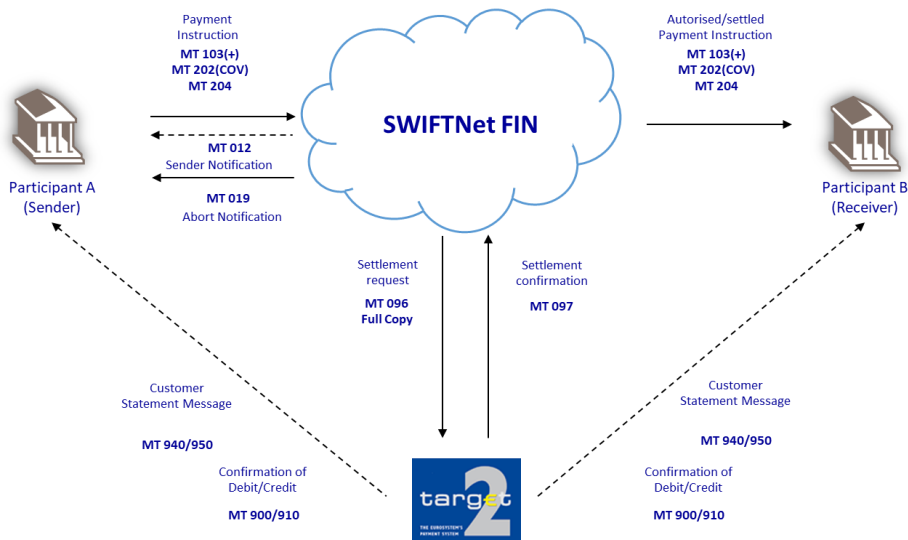 Payment
Instruction
MT 103(+)
MT 202(COV)
MT 204
Autorised/settled
Payment Instruction
MT 103(+)
MT 202(COV)
MT 204
SWIFTNet FIN
MT 012
Sender Notification
MT 019
Abort Notification
Participant A
(Sender)
Participant B
(Receiver)
Settlement
request
MT 096
Full Copy
Settlement
confirmation
MT 097
Customer
Statement Message
MT 940/950
Confirmation of
Debit/Credit
MT 900/910
Customer
Statement Message
MT 940/950
Confirmation of
Debit/Credit
MT 900/910
target
2
THE EUROSYSTEM'S
PAYMENT SYSTEM